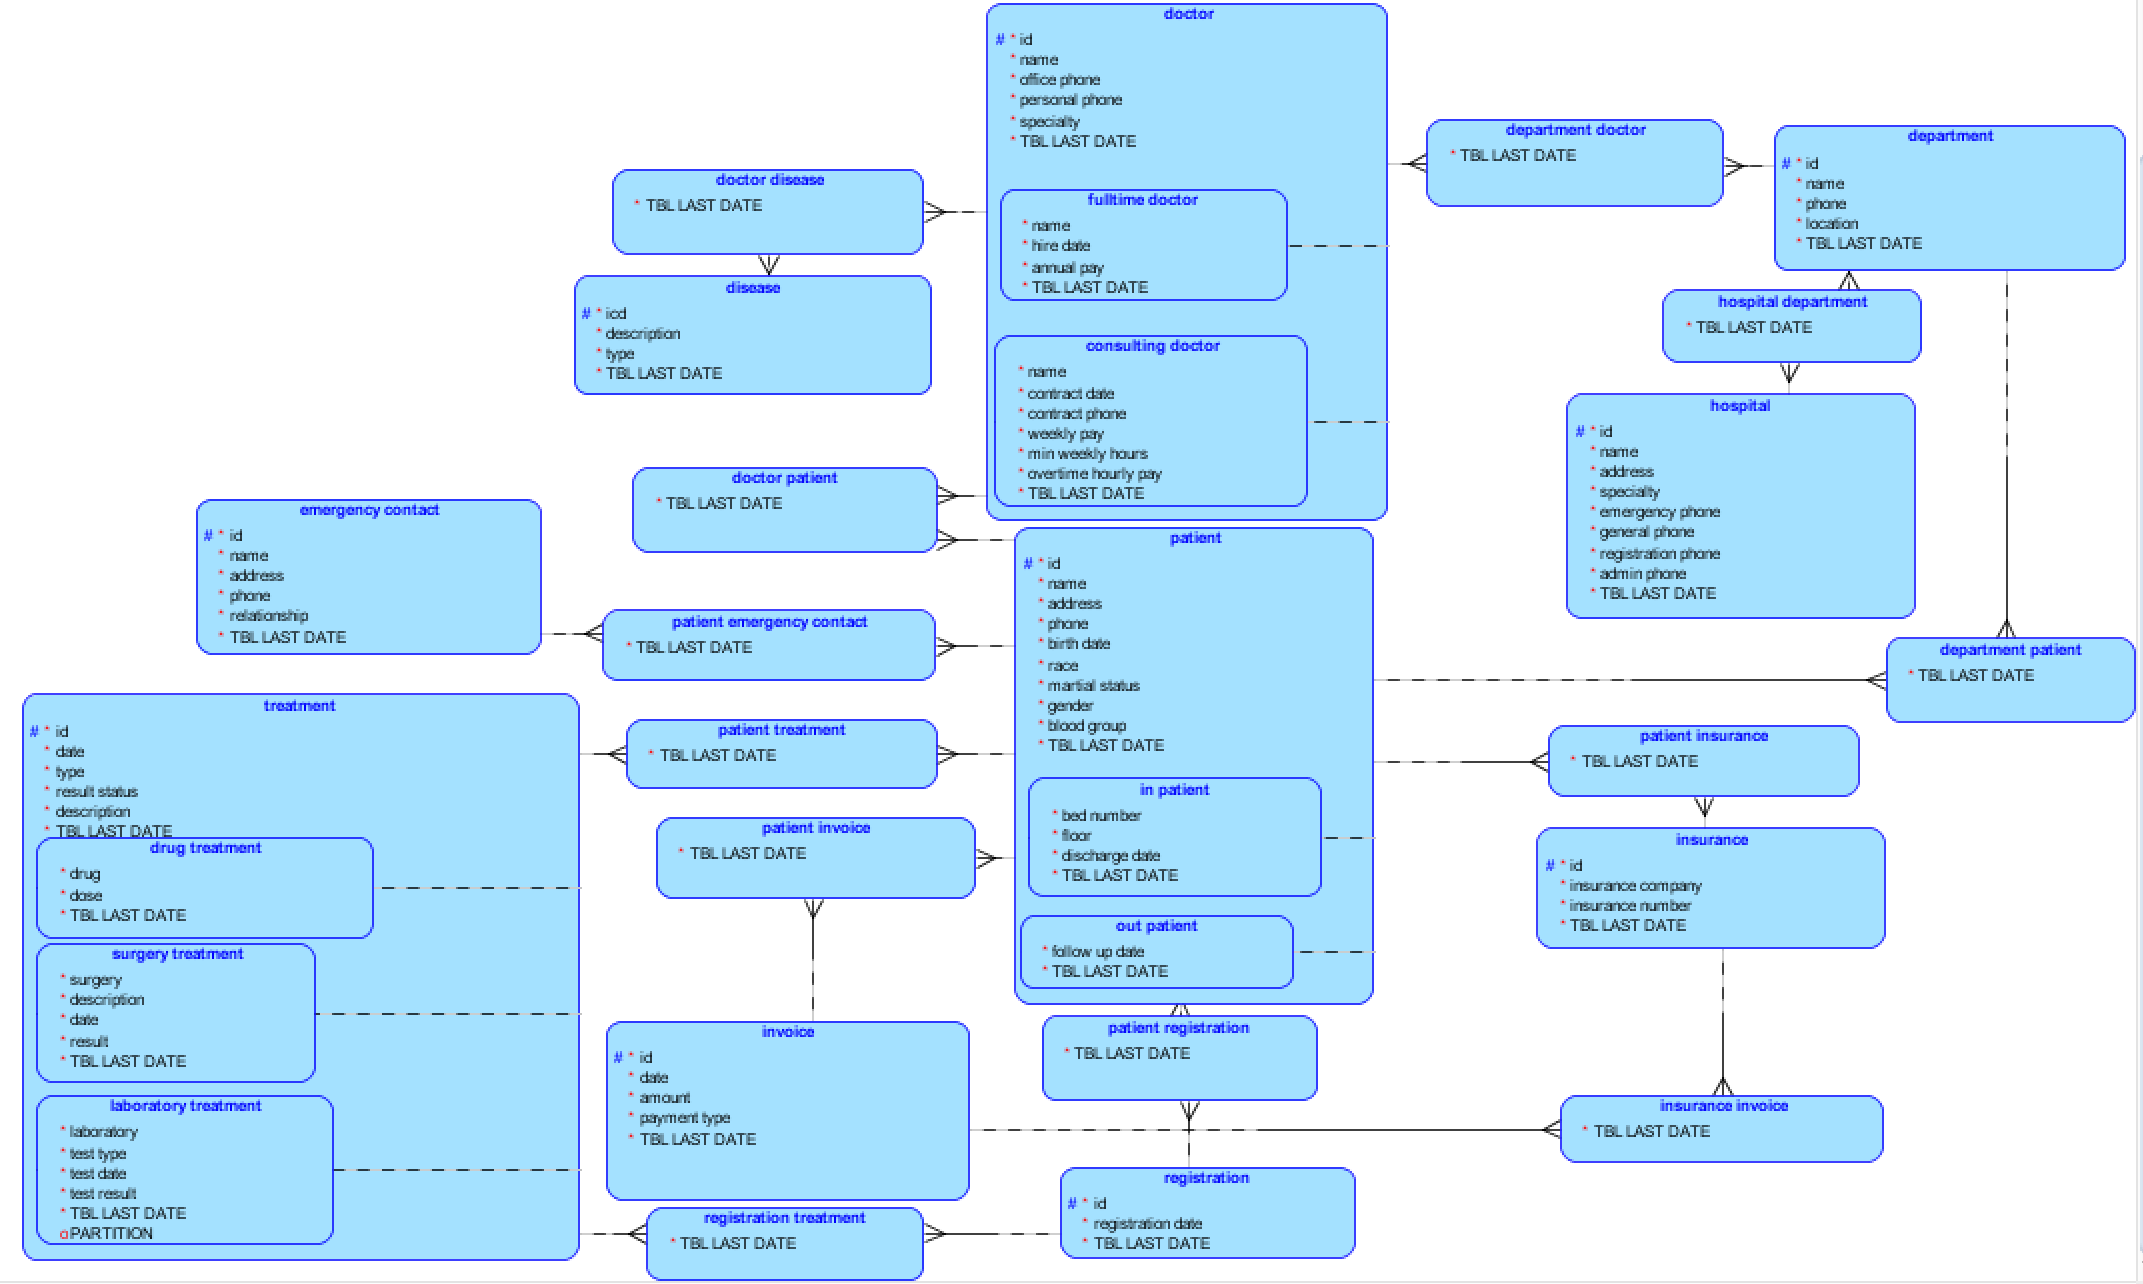 doctor
# * id
* name
* office phone
* personal phone
* specialty
* TBL LAST DATE
fulltime doctor
* name
* hire date
* annual pay
* TBL LAST DATE
consulting doctor
* name
* contract date
* contract phone
* weekly pay
* min weekly hours
* overtime hourly pay
* TBL LAST DATE
department doctor
* TBL LAST DATE
department
# * id
* name
* phone
* location
* TBL LAST DATE
doctor disease
* TBL LAST DATE
disease
# * icd
* description
* type
* TBL LAST DATE
hospital department
* TBL LAST DATE
hospital
# * id
* name
* address
* specialty
* emergency phone
* general phone
* registration phone
* admin phone
* TBL LAST DATE
doctor patient
* TBL LAST DATE
emergency contact
# * id
* name
* address
* phone
* relationship
* TBL LAST DATE
patient emergency contact
* TBL LAST DATE
patient
# * id
* name
* address
* phone
* birth date
* race
* martial status
* gender
* blood group
* TBL LAST DATE
in patient
* bed number
* floor
* discharge date
* TBL LAST DATE
out patient
* follow up date
* TBL LAST DATE
department patient
* TBL LAST DATE
treatment
# * id
* date
* type
* result status
* description
* TBL LAST DATE
drug treatment
* drug
* dose
* TBL LAST DATE
surgery treatment
* surgery
* description
* date
* result
* TBL LAST DATE
laboratory treatment
* laboratory
* test type
* test date
* test result
* TBL LAST DATE
o PARTITION
patient treatment
* TBL LAST DATE
patient insurance
* TBL LAST DATE
patient invoice
* TBL LAST DATE
insurance
# * id
* insurance company
* insurance number
* TBL LAST DATE
invoice
# * id
* date
* amount
* payment type
* TBL LAST DATE
patient registration
* TBL LAST DATE
insurance invoice
* TBL LAST DATE
registration
# * id
* registration date
* TBL LAST DATE
registration treatment
* TBL LAST DATE